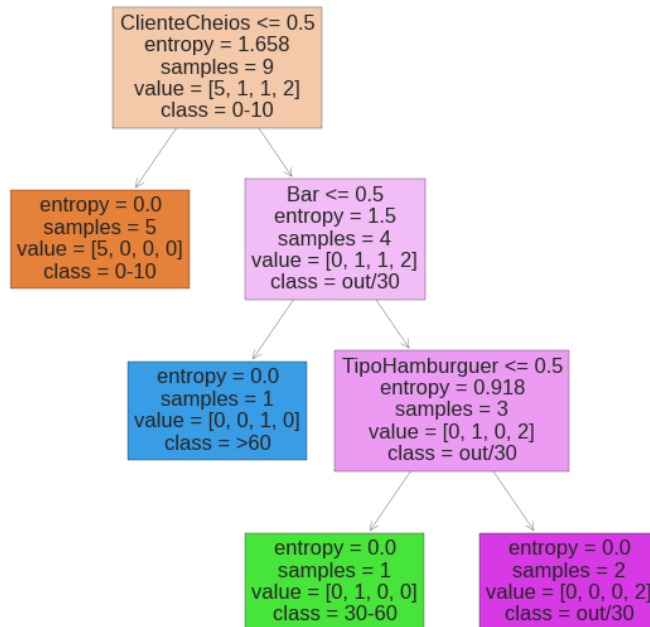 ClienteCheios <= 0.5
entropy = 1.658
samples = 9
value = [5, 1, 1, 2]
class = 0-10
entropy = 0.0
samples = 5
value = [5, 0, 0, 0]
class = 0-10
Bar <= 0.5
entropy = 1.5
samples = 4
value = [0, 1, 1, 2]
class = out/30
entropy = 0.0
samples = 1
value = [0, 0, 1, 0]
class = >60
TipoHamburguer <= 0.5
entropy = 0.918
samples = 3
value = [0, 1, 0, 2]
class = out/30
entropy = 0.0
samples = 1
value = [0, 1, 0, 0]
class = 30-60
entropy = 0.0
samples = 2
value = [0, 0, 0, 2]
class = out/30